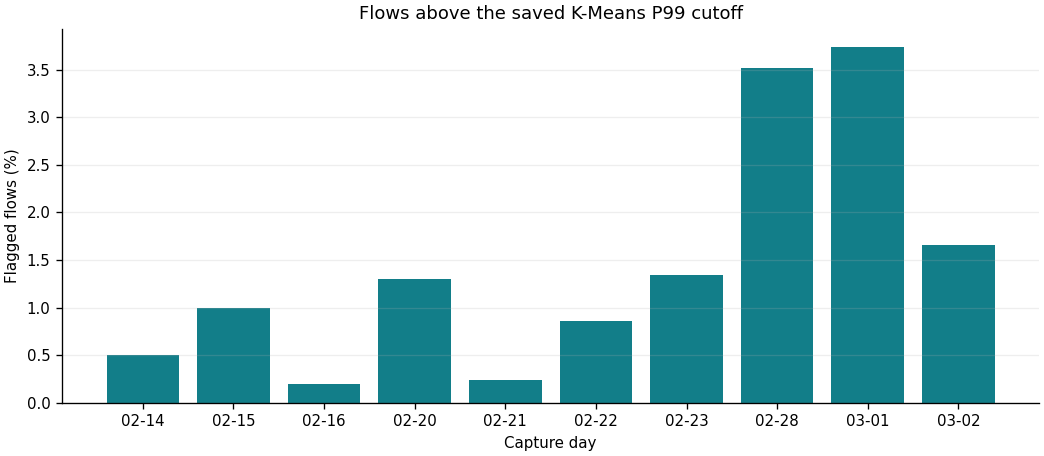 Flows above the saved K-Means P99 cutoff
Flagged flows (%)
3.5
3.0
2.5
2.0
1.5
1.0
0.5
0.0
02-14 02-15 02-16 02-20 02-21 02-22 02-23 02-28 03-01 03-02
Capture day